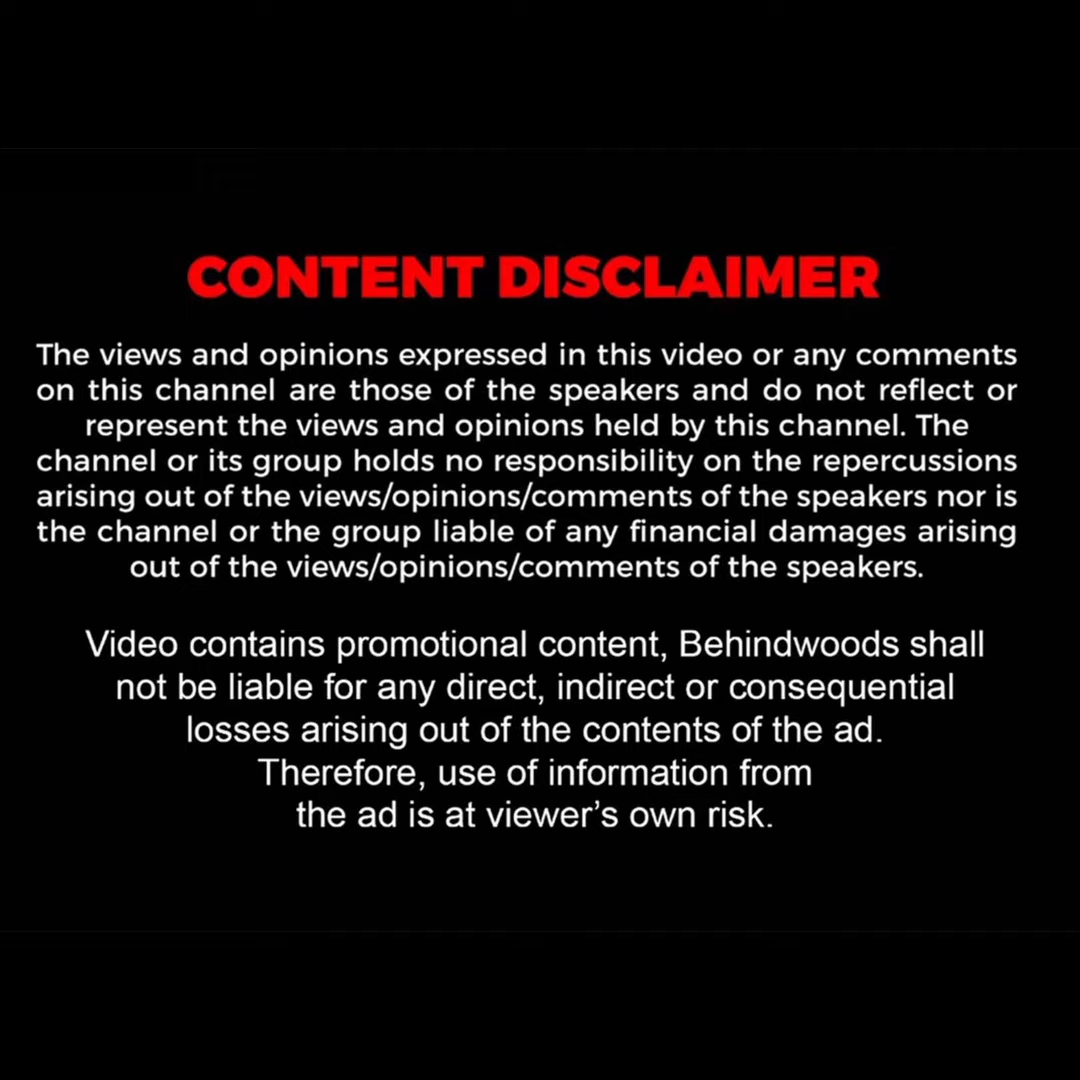 CONTENT DISCLAIMER
The views and opinions expressed in this video or any comments
on this channel are those of the speakers and do not reflect or
represent the views and opinions held by this channel. The
channel or its group holds no responsibility on the repercussions
arising out of the views/opinions/comments of the speakers nor is
the channel or the group liable of any financial damages arising
out of the views/opinions/comments of the speakers.
Video contains promotional content, Behindwoods shall
not be liable for any direct, indirect or consequential
losses arising out of the contents of the ad.
Therefore, use of information from
the ad is at viewer’s own risk.